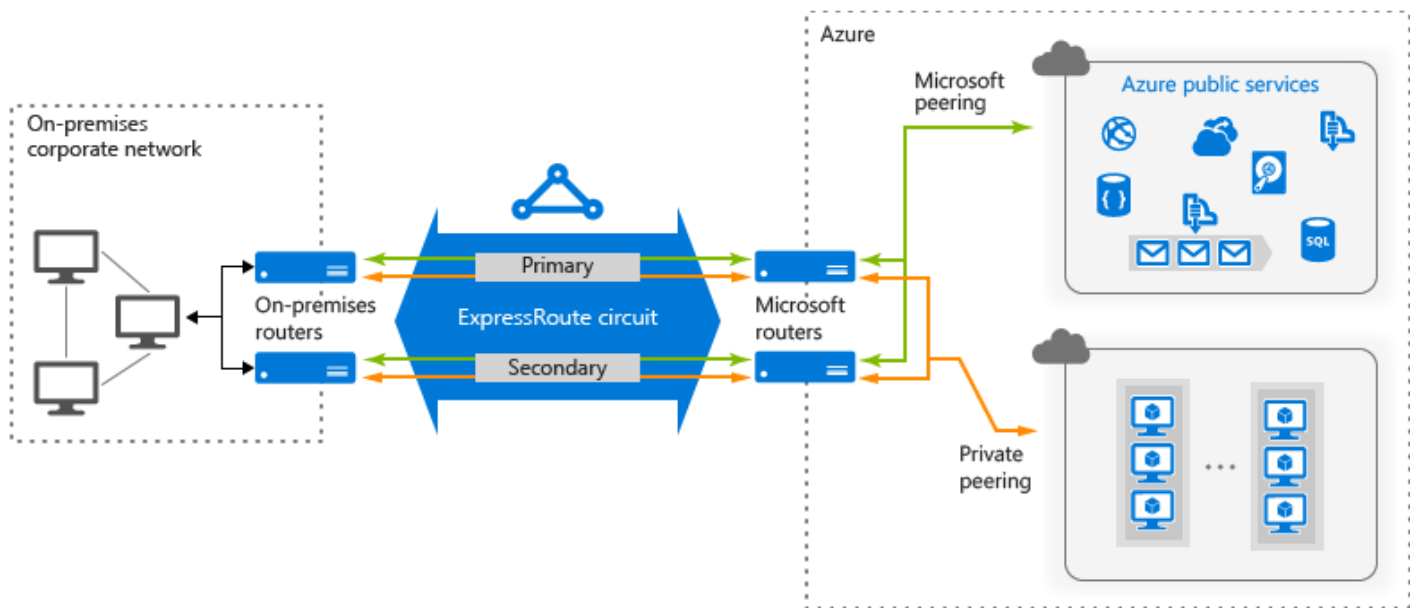 On-premises
corporate network
On-premises
routers
Primary
ExpressRoute circuit
Secondary
Azure
Microsoft
routers
Microsoft
peering
Azure public services
{ }
SQL
Private
peering